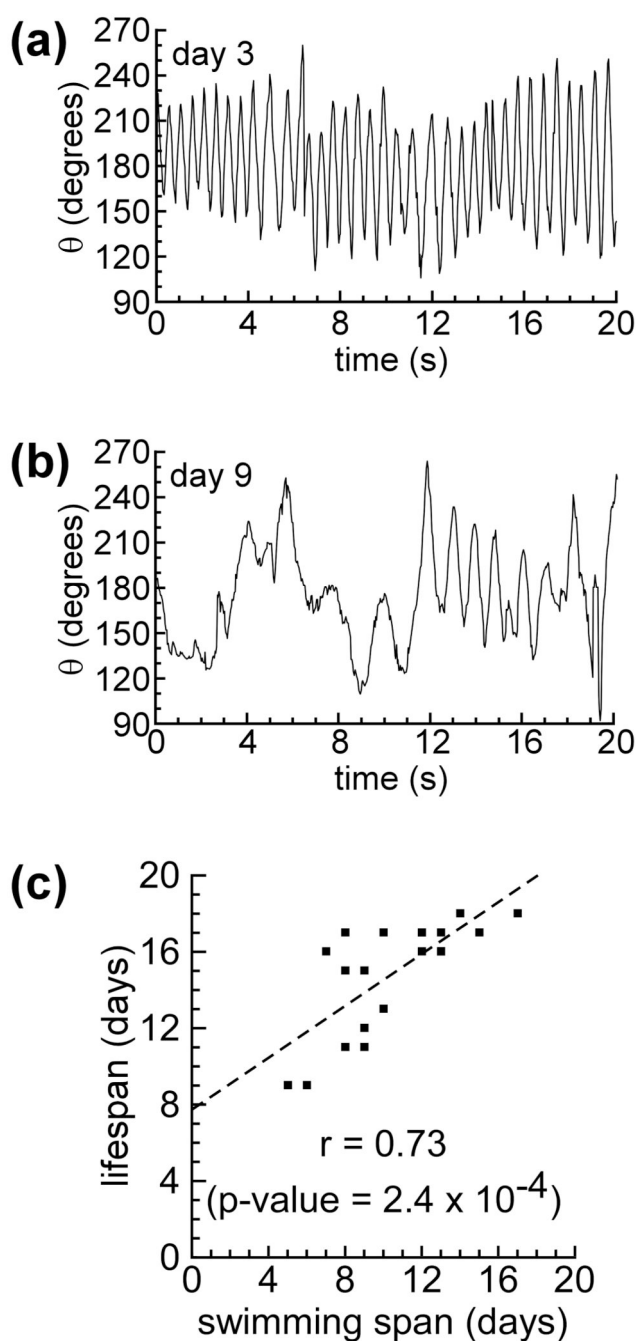 (a)
day 3
270
240
210
180
150
120
90
θ (degrees)
0 4 8 12 16 20
time (s)
(b)
day 9
270
240
210
180
150
120
90
θ (degrees)
0 4 8 12 16 20
time (s)
(c)
20
16
12
8
4
0
lifespan (days)
r = 0.73
(p-value = 2.4 x 10⁻⁴)
0 4 8 12 16 20
swimming span (days)